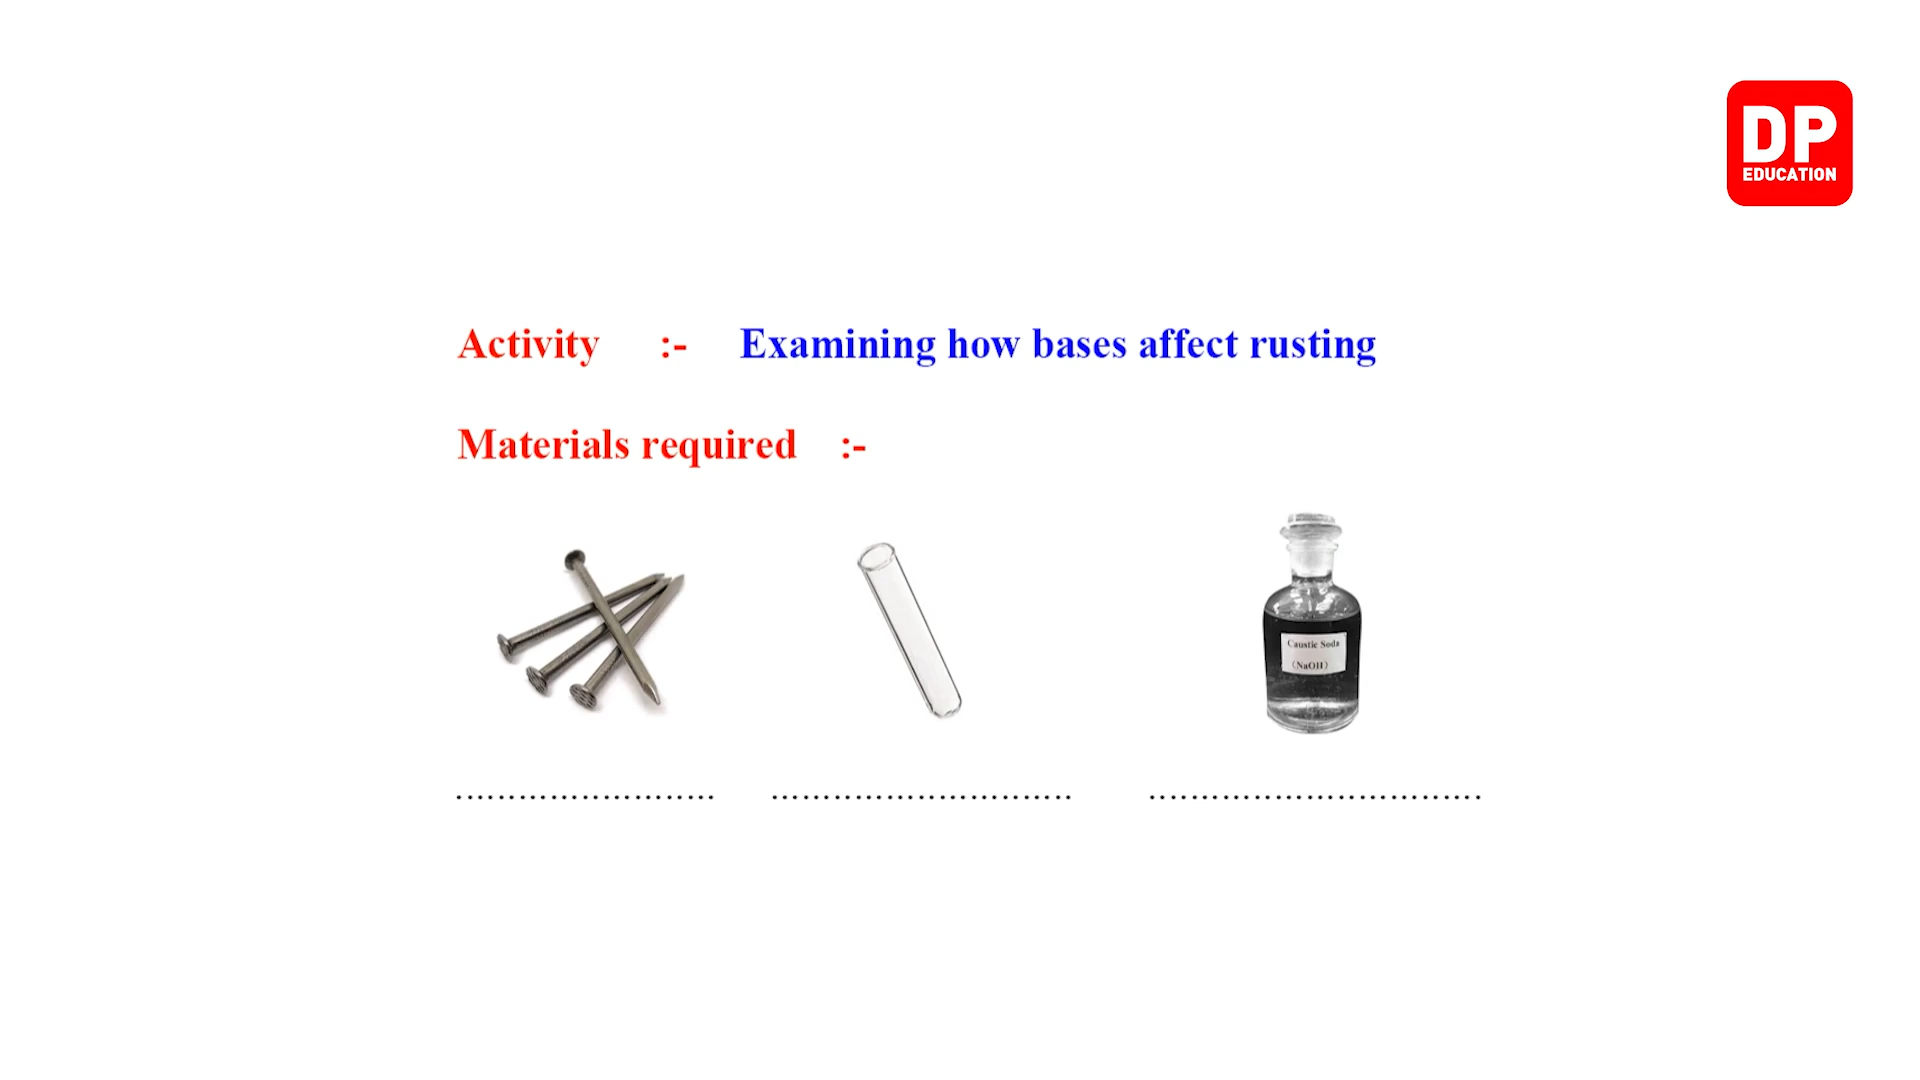 DP
EDUCATION
Activity :- Examining how bases affect rusting
Materials required :-
Caustic Soda
(NaOH)
.........................
.............................
................................